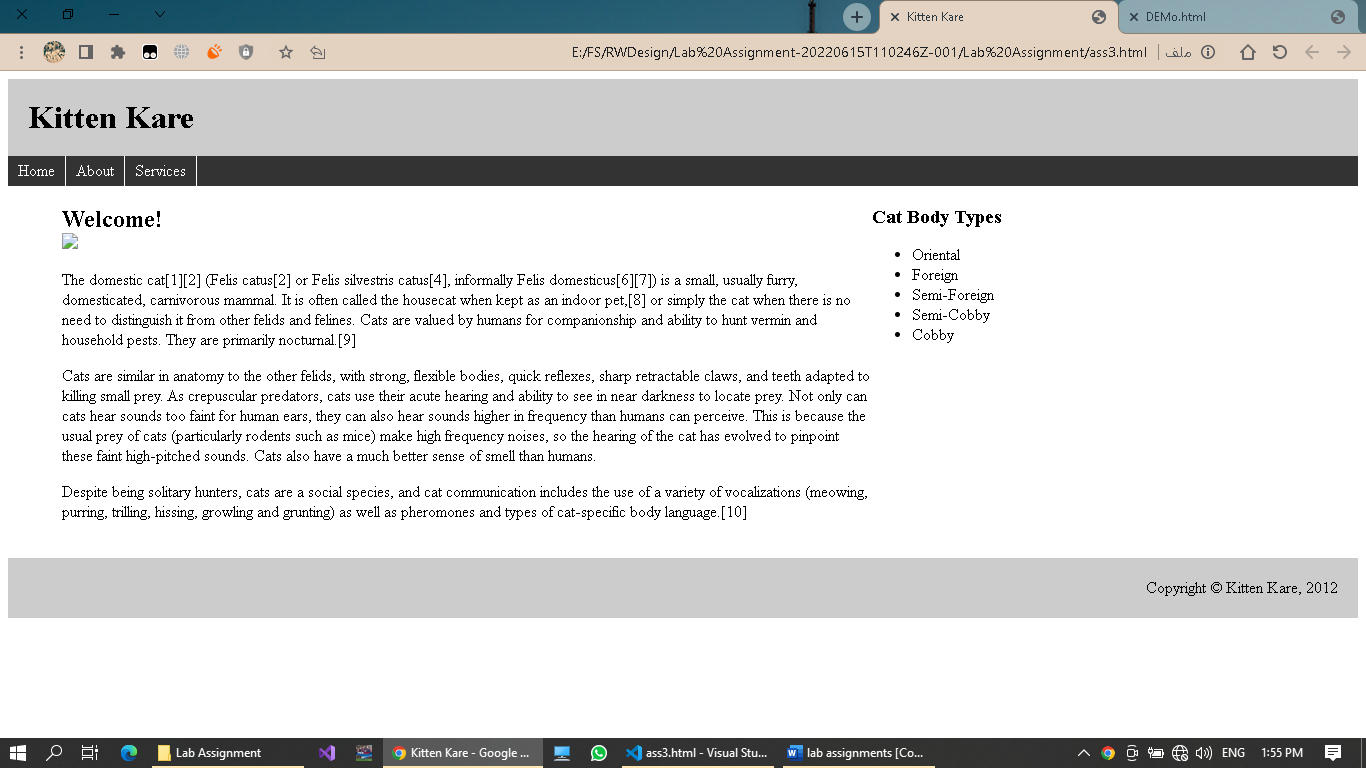 Kitten Kare
DEMo.html
E:/FS/RWDesign/Lab%20Assignment-20220615T110246Z-001/Lab%20Assignment/ass3.html
ملف
Kitten Kare
Home
About
Services
Welcome!
The domestic cat[1][2] (Felis catus[2] or Felis silvestris catus[4], informally Felis domesticus[6][7]) is a small, usually furry,
domesticated, carnivorous mammal. It is often called the housecat when kept as an indoor pet,[8] or simply the cat when there is no
need to distinguish it from other felids and felines. Cats are valued by humans for companionship and ability to hunt vermin and
household pests. They are primarily nocturnal.[9]
Cats are similar in anatomy to the other felids, with strong, flexible bodies, quick reflexes, sharp retractable claws, and teeth adapted to
killing small prey. As crepuscular predators, cats use their acute hearing and ability to see in near darkness to locate prey. Not only can
cats hear sounds too faint for human ears, they can also hear sounds higher in frequency than humans can perceive. This is because the
usual prey of cats (particularly rodents such as mice) make high frequency noises, so the hearing of the cat has evolved to pinpoint
these faint high-pitched sounds. Cats also have a much better sense of smell than humans.
Despite being solitary hunters, cats are a social species, and cat communication includes the use of a variety of vocalizations (meowing,
purring, trilling, hissing, growling and grunting) as well as pheromones and types of cat-specific body language.[10]
Cat Body Types
Oriental
Foreign
Semi-Foreign
Semi-Cobby
Cobby
Copyright © Kitten Kare, 2012
Lab Assignment
Kitten Kare - Google ...
ass3.html - Visual Stu...
lab assignments [Co...
ENG
1:55 PM